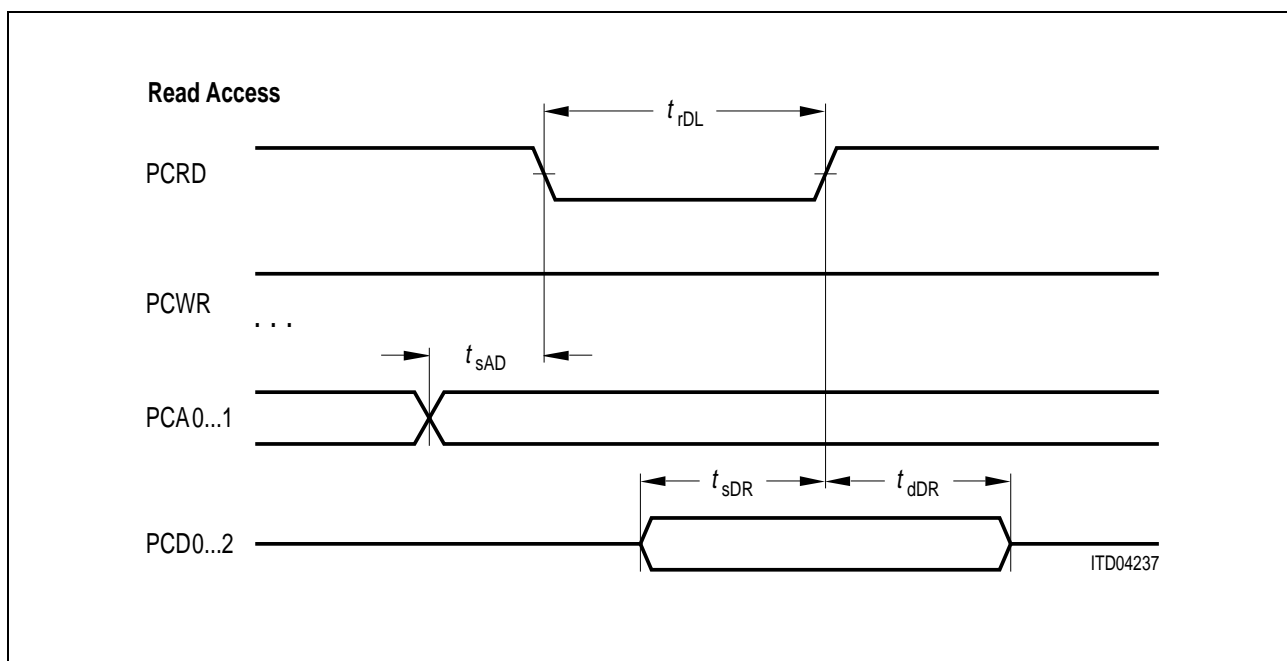 Read Access
t rDL
PCRD
PCWR
. . .
t sAD
PCA0...1
t sDR
t dDR
PCD0...2
ITD04237